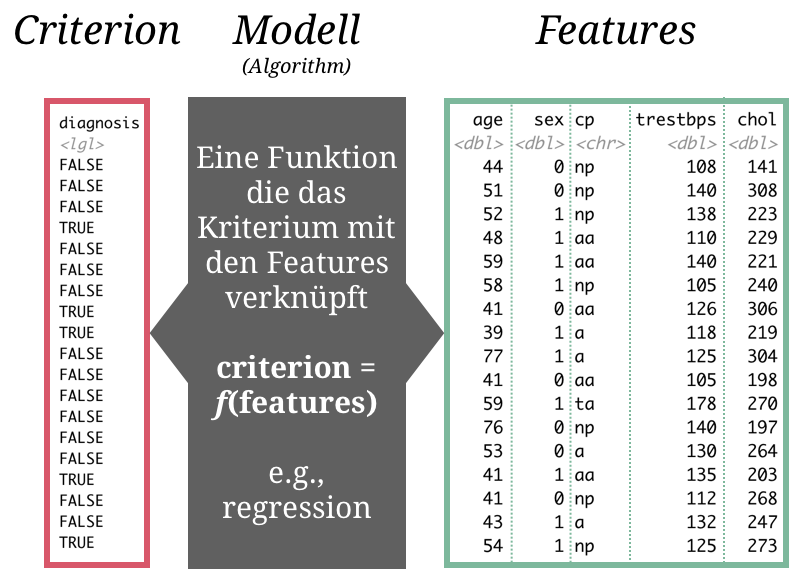 Criterion
Modell
(Algorithm)
Features
diagnosis
<lgl>
FALSE
FALSE
FALSE
TRUE
FALSE
FALSE
FALSE
TRUE
TRUE
FALSE
FALSE
FALSE
FALSE
FALSE
FALSE
TRUE
FALSE
FALSE
TRUE
Eine Funktion
die das
Kriterium mit
den Features
verknüpft
criterion =
f(features)
e.g.,
regression
age sex cp trestbps chol
<dbl> <dbl> <chr> <dbl> <dbl>
44 0 np 108 141
51 0 np 140 308
52 1 np 138 223
48 1 aa 110 229
59 1 aa 140 221
58 1 np 105 240
41 0 aa 126 306
39 1 a 118 219
77 1 a 125 304
41 0 aa 105 198
59 1 ta 178 270
76 0 np 140 197
53 0 a 130 264
41 1 aa 135 203
41 0 np 112 268
43 1 a 132 247
54 1 np 125 273